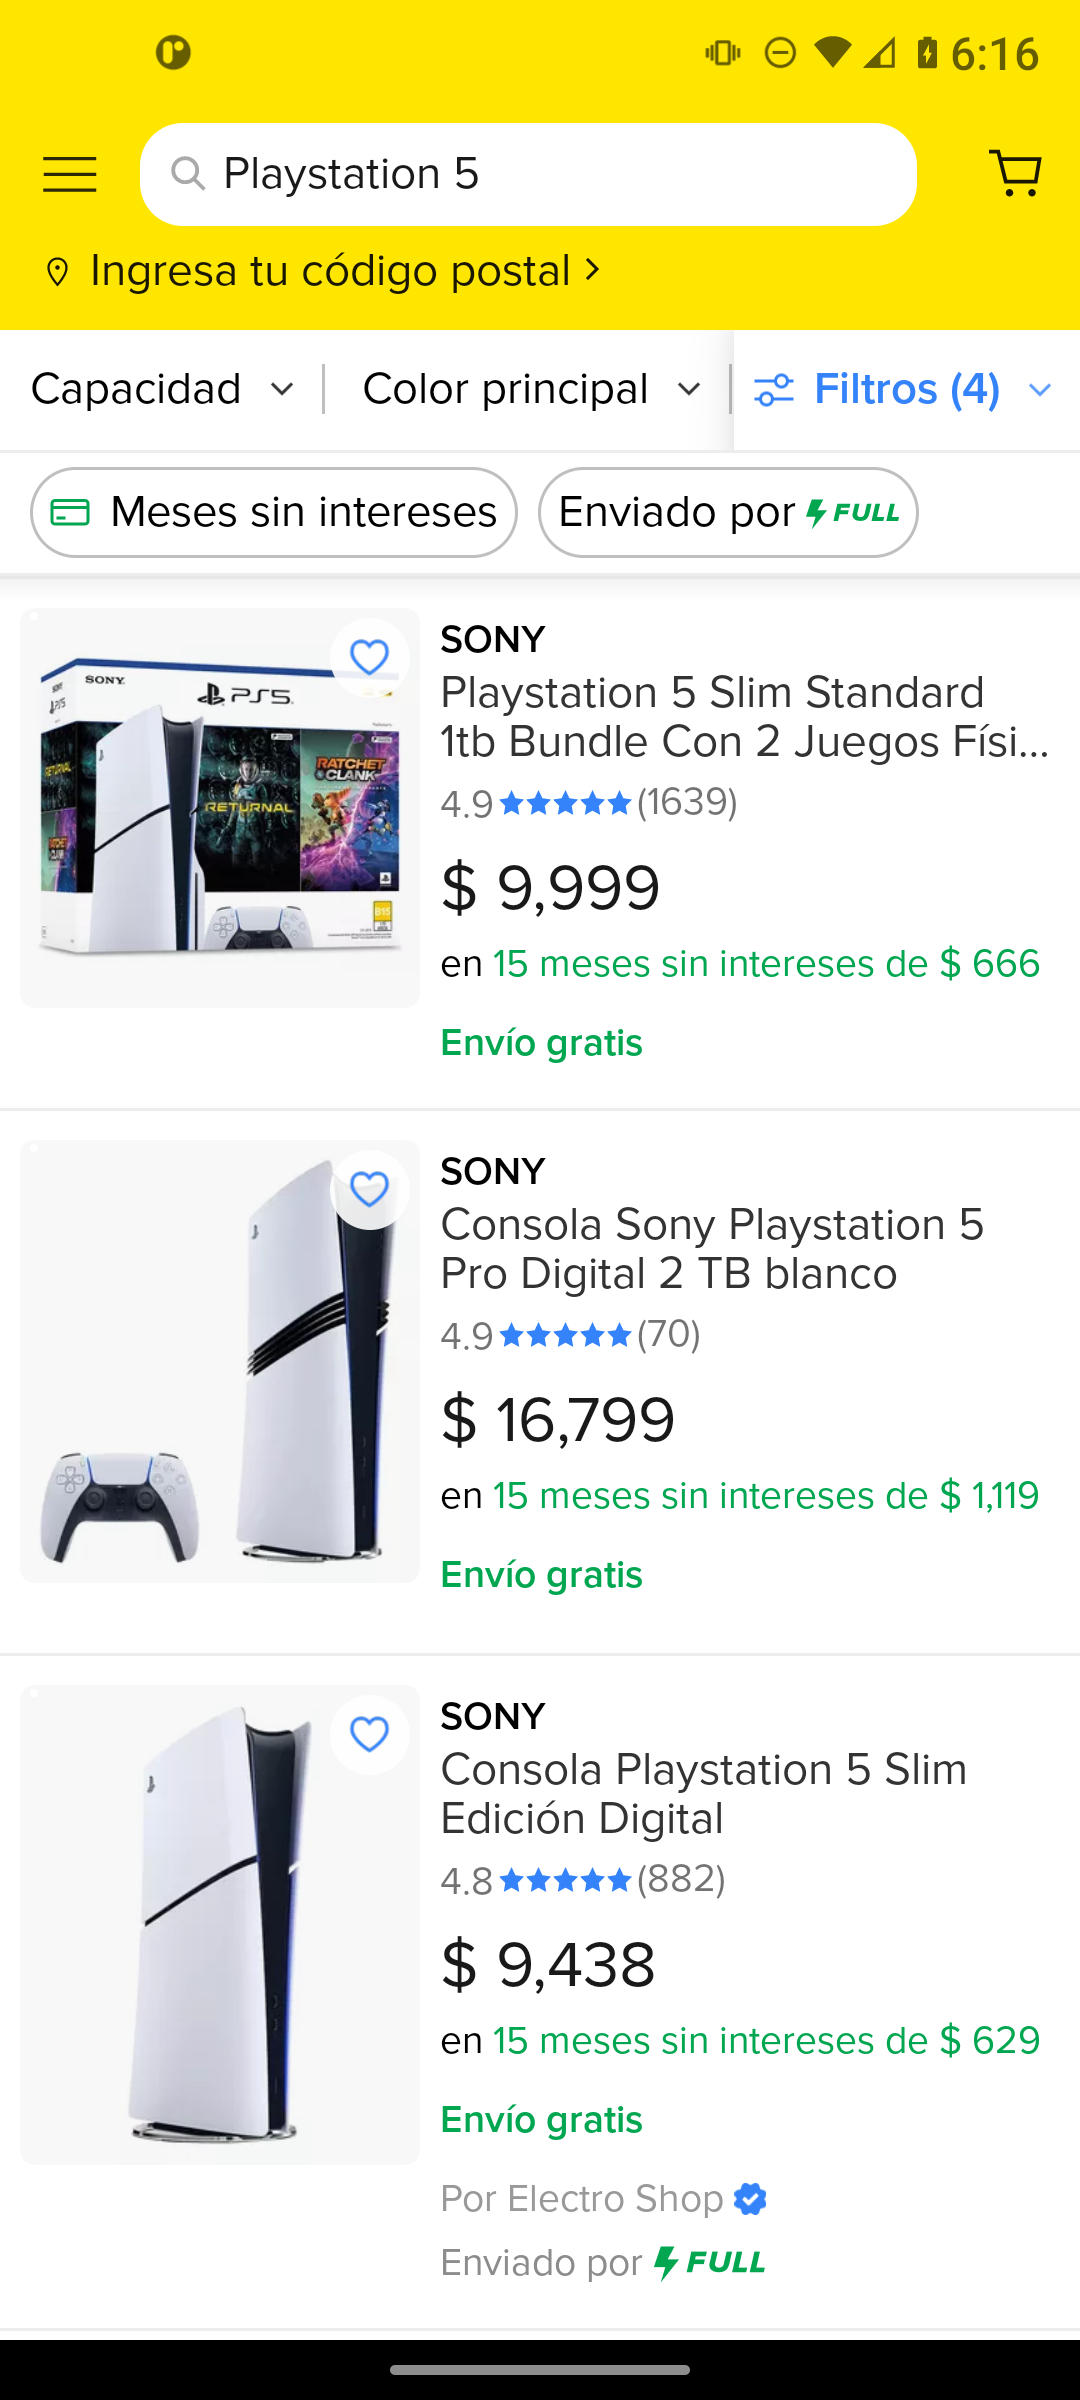 6:16
Playstation 5
Ingresa tu código postal
Capacidad
Color principal
Filtros (4)
Meses sin intereses
Enviado por FULL
SONY
PS5
RETURNAL
RATCHET
CLANK
SONY
Playstation 5 Slim Standard
1tb Bundle Con 2 Juegos Físi...
4.9 (1639)
$ 9,999
en 15 meses sin intereses de $ 666
Envío gratis
SONY
Consola Sony Playstation 5
Pro Digital 2 TB blanco
4.9 (70)
$ 16,799
en 15 meses sin intereses de $ 1,119
Envío gratis
SONY
Consola Playstation 5 Slim
Edición Digital
4.8 (882)
$ 9,438
en 15 meses sin intereses de $ 629
Envío gratis
Por Electro Shop
Enviado por FULL